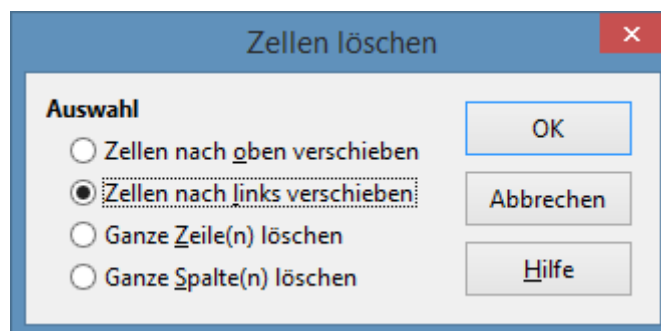 Zellen löschen
Auswahl
Zellen nach oben verschieben
Zellen nach links verschieben
Ganze Zeile(n) löschen
Ganze Spalte(n) löschen
OK
Abbrechen
Hilfe